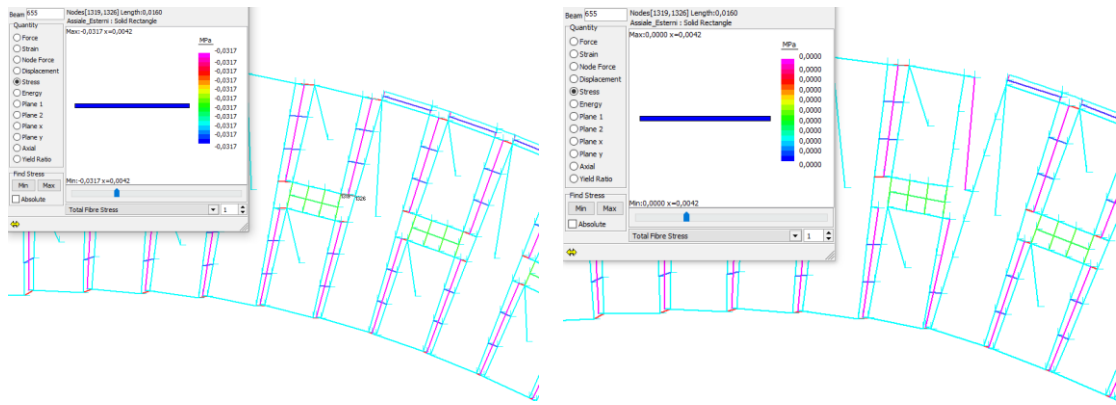 Beam 655
Nodes[1319,1326] Length:0,0160
Assiale_Esterni : Solid Rectangle
Quantity
Force
Strain
Node Force
Displacement
Stress
Energy
Plane 1
Plane 2
Plane x
Plane y
Axial
Yield Ratio
Find Stress
Min Max
Absolute
Max:-0,0317 x=0,0042
MPa
-0,0317
-0,0317
-0,0317
-0,0317
-0,0317
-0,0317
-0,0317
-0,0317
-0,0317
-0,0317
Min:-0,0317 x=0,0042
Total Fibre Stress 1
1326
Beam 655
Nodes[1319,1326] Length:0,0160
Assiale_Esterni : Solid Rectangle
Quantity
Force
Strain
Node Force
Displacement
Stress
Energy
Plane 1
Plane 2
Plane x
Plane y
Axial
Yield Ratio
Find Stress
Min Max
Absolute
Max:0,0000 x=0,0042
MPa
0,0000
0,0000
0,0000
0,0000
0,0000
0,0000
0,0000
0,0000
0,0000
0,0000
Min:0,0000 x=0,0042
Total Fibre Stress 1